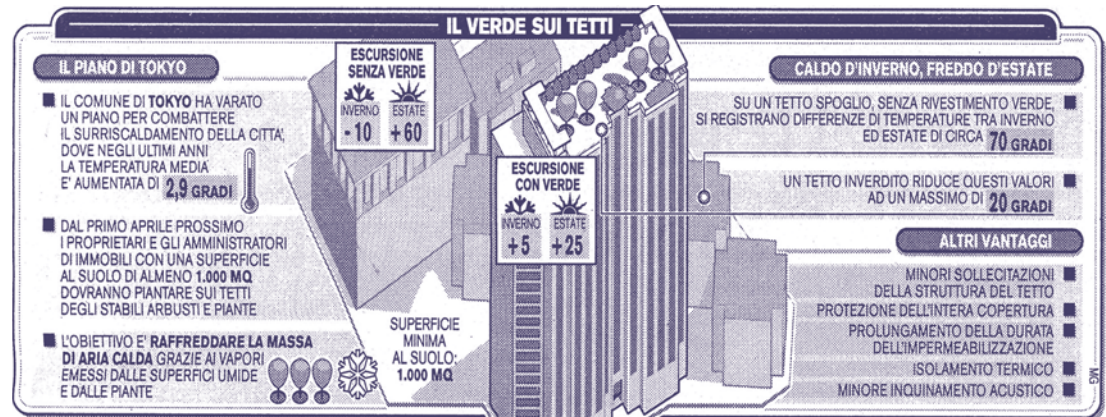 IL VERDE SUI TETTI
IL PIANO DI TOKYO
IL COMUNE DI TOKYO HA VARATO
UN PIANO PER COMBATTERE
IL SURRISCALDAMENTO DELLA CITTA',
DOVE NEGLI ULTIMI ANNI
LA TEMPERATURA MEDIA
E' AUMENTATA DI 2,9 GRADI
DAL PRIMO APRILE PROSSIMO
I PROPRIETARI E GLI AMMINISTRATORI
DI IMMOBILI CON UNA SUPERFICIE
AL SUOLO DI ALMENO 1.000 MQ
DOVRANNO PIANTARE SUI TETTI
DEGLI STABILI ARBUSTI E PIANTE
L'OBIETTIVO E' RAFFREDDARE LA MASSA
DI ARIA CALDA GRAZIE AI VAPORI
EMESSI DALLE SUPERFICI UMIDE
E DALLE PIANTE
ESCURSIONE
SENZA VERDE
INVERNO ESTATE
- 10 + 60
ESCURSIONE
CON VERDE
INVERNO ESTATE
+ 5 + 25
SUPERFICIE
MINIMA
AL SUOLO:
1.000 MQ
CALDO D'INVERNO, FREDDO D'ESTATE
SU UN TETTO SPOGLIO, SENZA RIVESTIMENTO VERDE,
SI REGISTRANO DIFFERENZE DI TEMPERATURE TRA INVERNO
ED ESTATE DI CIRCA 70 GRADI
UN TETTO INVERDITO RIDUCE QUESTI VALORI
AD UN MASSIMO DI 20 GRADI
ALTRI VANTAGGI
MINORI SOLLECITAZIONI
DELLA STRUTTURA DEL TETTO
PROTEZIONE DELL'INTERA COPERTURA
PROLUNGAMENTO DELLA DURATA
DELL'IMPERMEABILIZZAZIONE
ISOLAMENTO TERMICO
MINORE INQUINAMENTO ACUSTICO
MG